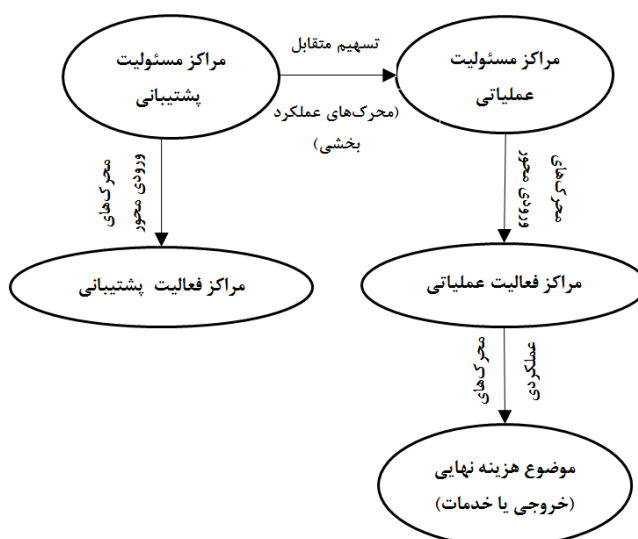 مراکز مسئولیت
پشتیبانی
تسهیم متقابل
(محرک‌های عملکرد
بخشی)
مراکز مسئولیت
عملیاتی
محرک‌های
ورودی محور
محرک‌های
ورودی محور
مراکز فعالیت پشتیبانی
مراکز فعالیت عملیاتی
محرک‌های
عملکردی
موضوع هزینه نهایی
(خروجی یا خدمات)